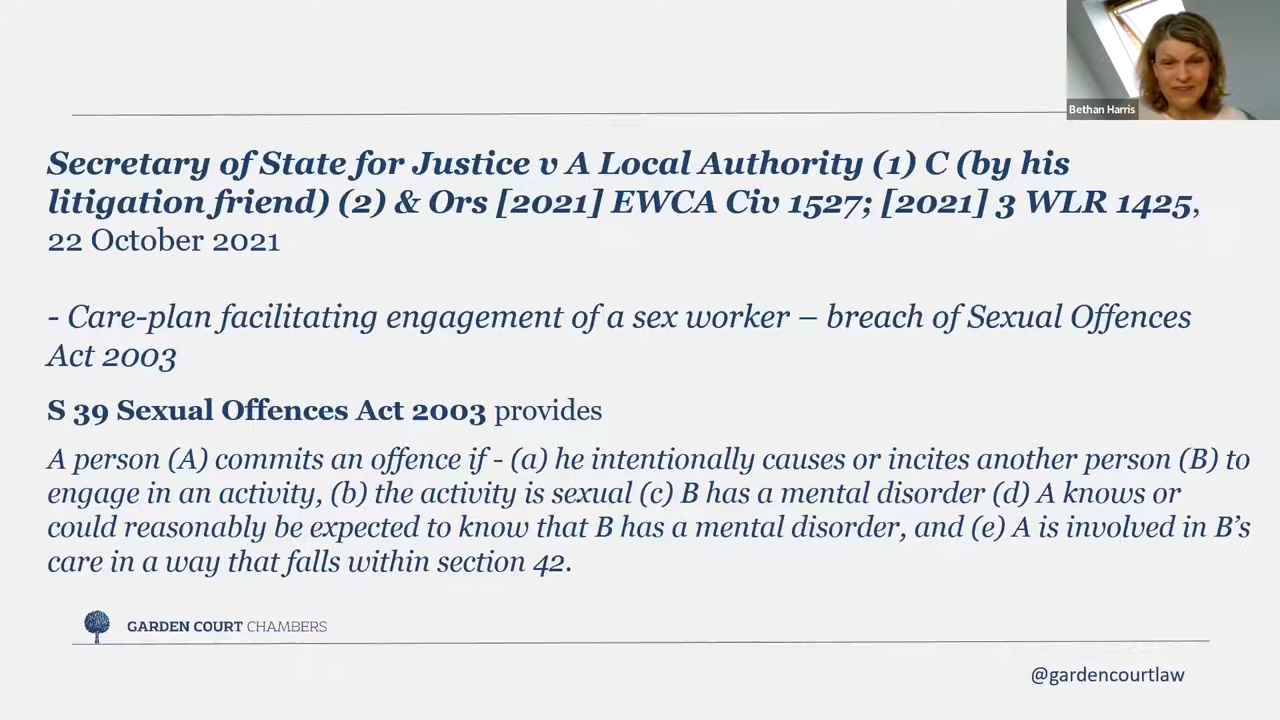 Bethan Harris
Secretary of State for Justice v A Local Authority (1) C (by his
litigation friend) (2) & Ors [2021] EWCA Civ 1527; [2021] 3 WLR 1425,
22 October 2021
- Care-plan facilitating engagement of a sex worker – breach of Sexual Offences
Act 2003
S 39 Sexual Offences Act 2003 provides
A person (A) commits an offence if - (a) he intentionally causes or incites another person (B) to
engage in an activity, (b) the activity is sexual (c) B has a mental disorder (d) A knows or
could reasonably be expected to know that B has a mental disorder, and (e) A is involved in B’s
care in a way that falls within section 42.
GARDEN COURT CHAMBERS
@gardencourtlaw